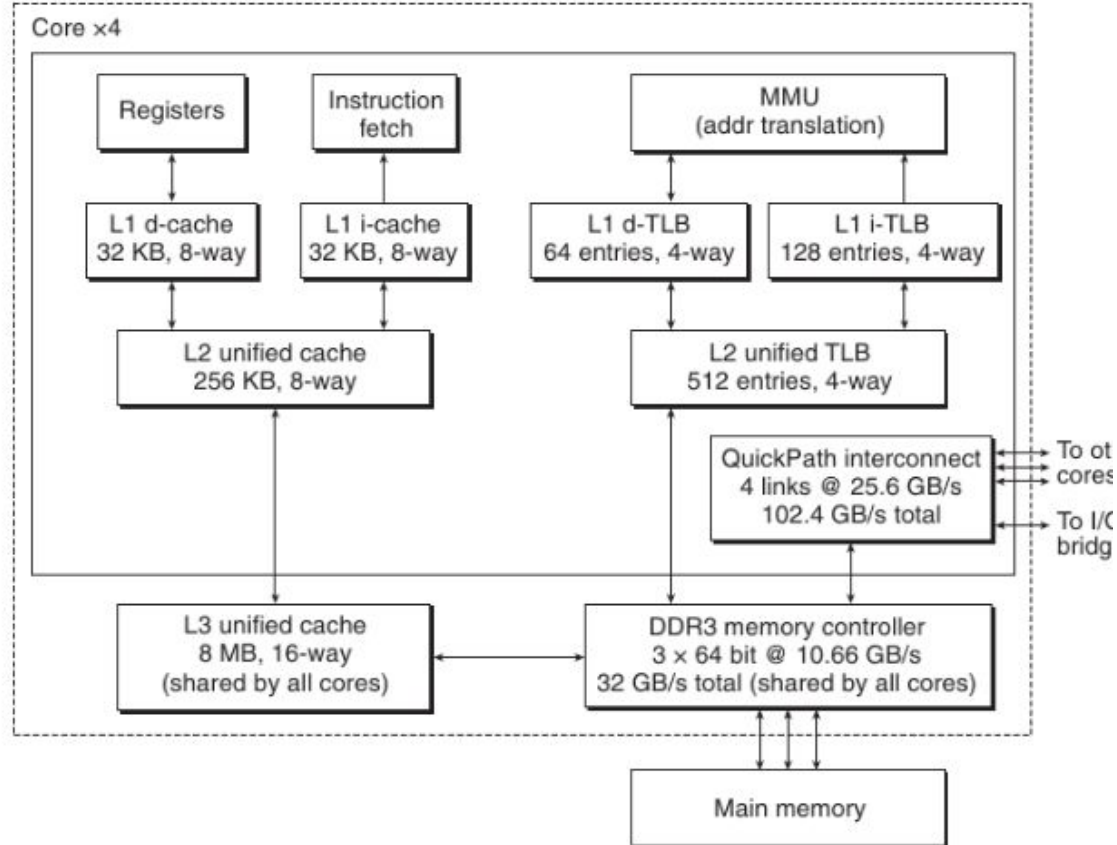 Core ×4
Registers
Instruction
fetch
MMU
(addr translation)
L1 d-cache
32 KB, 8-way
L1 i-cache
32 KB, 8-way
L1 d-TLB
64 entries, 4-way
L1 i-TLB
128 entries, 4-way
L2 unified cache
256 KB, 8-way
L2 unified TLB
512 entries, 4-way
QuickPath interconnect
4 links @ 25.6 GB/s
102.4 GB/s total
To
cores
To
L3 unified cache
8 MB, 16-way
(shared by all cores)
DDR3 memory controller
3 × 64 bit @ 10.66 GB/s
32 GB/s total (shared by all cores)
Main memory